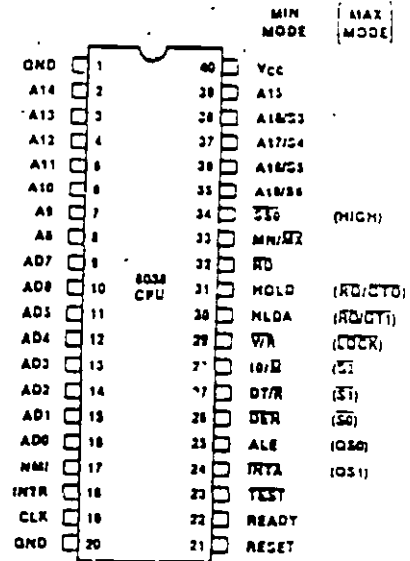 MIN [MAX
MODE MODE]
GND 1 40 Vcc
A14 2 39 A15
A13 3 38 A16/S3
A12 4 37 A17/S4
A11 5 36 A18/S5
A10 6 35 A19/S6
A9 7 34 SS0 (HIGH)
A8 8 33 MN/MX
AD7 9 32 RD
AD6 10 8088 31 HOLD (RQ/GT0)
AD5 11 CPU 30 HLDA (RQ/GT1)
AD4 12 29 WR (LOCK)
AD3 13 IO/M (S2)
AD2 14 27 DT/R (S1)
AD1 15 26 DEN (S0)
AD0 16 25 ALE (QS0)
NMI 17 24 INTA (QS1)
INTR 18 23 TEST
CLK 19 22 READY
GND 20 21 RESET